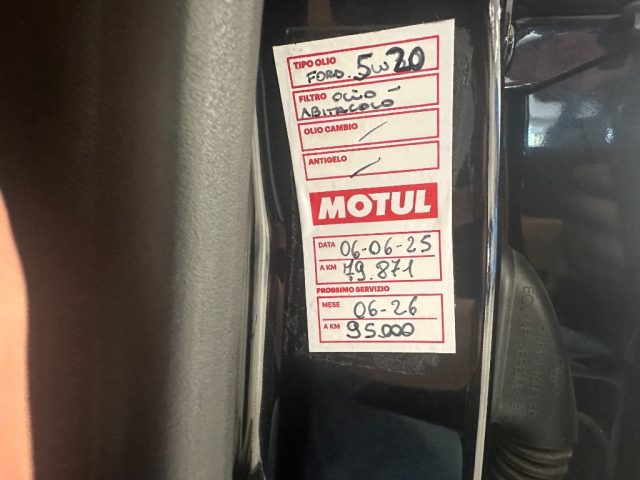 TIPO OLIO
FORD. 5W20
FILTRO OLIO -
ABITACOLO
OLIO CAMBIO /
ANTIGELO /
MOTUL
DATA 06-06-25
A KM 79.871
PROSSIMO SERVIZIO
MESE 06-26
A KM 95.000